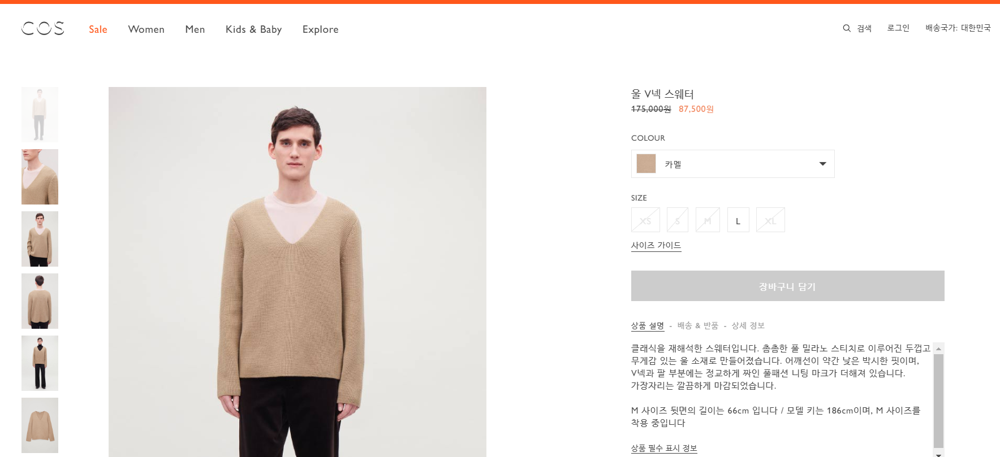 COS
Sale
Women
Men
Kids & Baby
Explore
검색
로그인
배송국가: 대한민국
울 V넥 스웨터
175,000원 87,500원
COLOUR
카멜
SIZE
XS S M L XL
사이즈 가이드
장바구니 담기
상품 설명 - 배송 & 반품 - 상세 정보
클래식을 재해석한 스웨터입니다. 촘촘한 풀 밀라노 스티치로 이루어진 두껍고
무게감 있는 울 소재로 만들어졌습니다. 어깨선이 약간 낮은 박시한 핏이며,
V넥과 팔 부분에는 정교하게 짜인 풀패션 니팅 마크가 더해져 있습니다.
가장자리는 깔끔하게 마감되었습니다.
M 사이즈 뒷면의 길이는 66cm 입니다 / 모델 키는 186cm이며, M 사이즈를
착용 중입니다
상품 필수 표시 정보